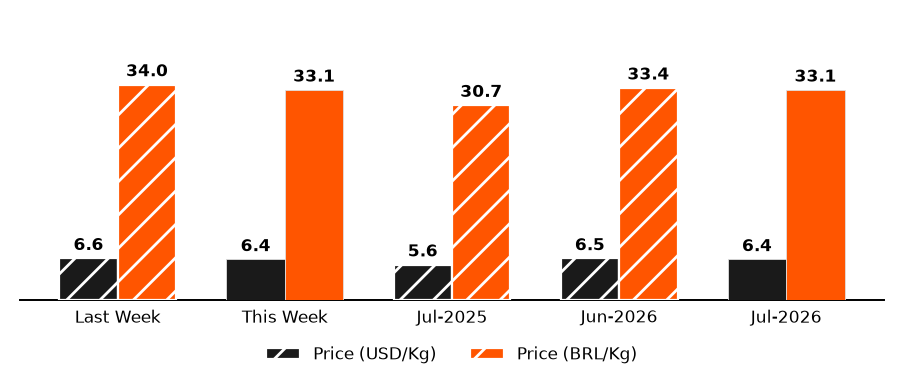 34.0
33.1
30.7
33.4
33.1
6.6
6.4
5.6
6.5
6.4
Last Week
This Week
Jul-2025
Jun-2026
Jul-2026
Price (USD/Kg)
Price (BRL/Kg)